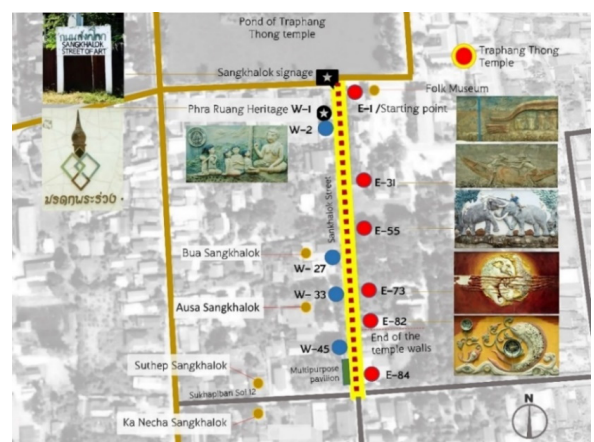 Pond of Traphang
Thong temple
ถนนสังคโลก
SANGKHALOK
STREET OF ART
Sangkhalok signage
Traphang Thong
Temple
Folk Museum
E-1 /Starting point
Phra Ruang Heritage W-1
W-2
มรดกพระร่วง
E-31
Sankhalok Street
E-55
Bua Sangkhalok
W- 27
W- 33
E-73
Ausa Sangkhalok
E-82
End of the
temple walls
W-45
Multipurpose
pavilion
E-84
Suthep Sangkhalok
Sukhapiban Soi 12
Ka Necha Sangkhalok
N